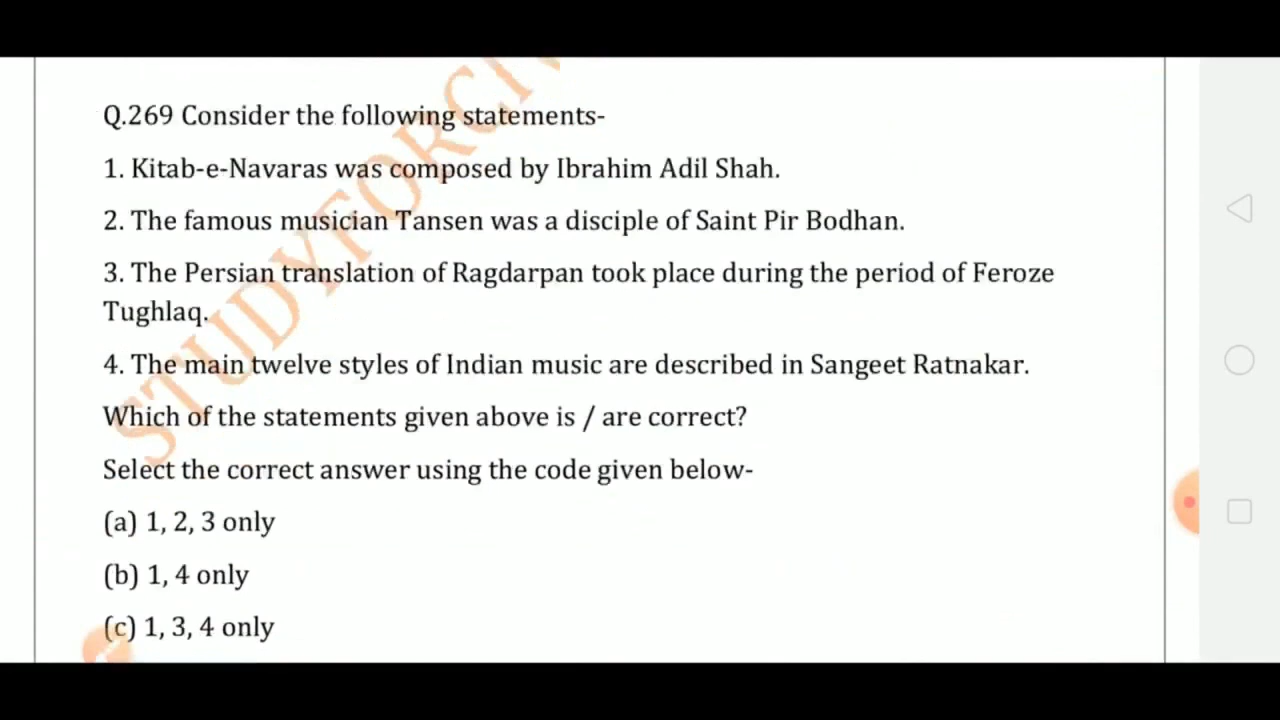 Q.269 Consider the following statements-
1. Kitab-e-Navaras was composed by Ibrahim Adil Shah.
2. The famous musician Tansen was a disciple of Saint Pir Bodhan.
3. The Persian translation of Ragdarpan took place during the period of Feroze
Tughlaq.
4. The main twelve styles of Indian music are described in Sangeet Ratnakar.
Which of the statements given above is / are correct?
Select the correct answer using the code given below-
(a) 1, 2, 3 only
(b) 1, 4 only
(c) 1, 3, 4 only
STUDYFORCIV